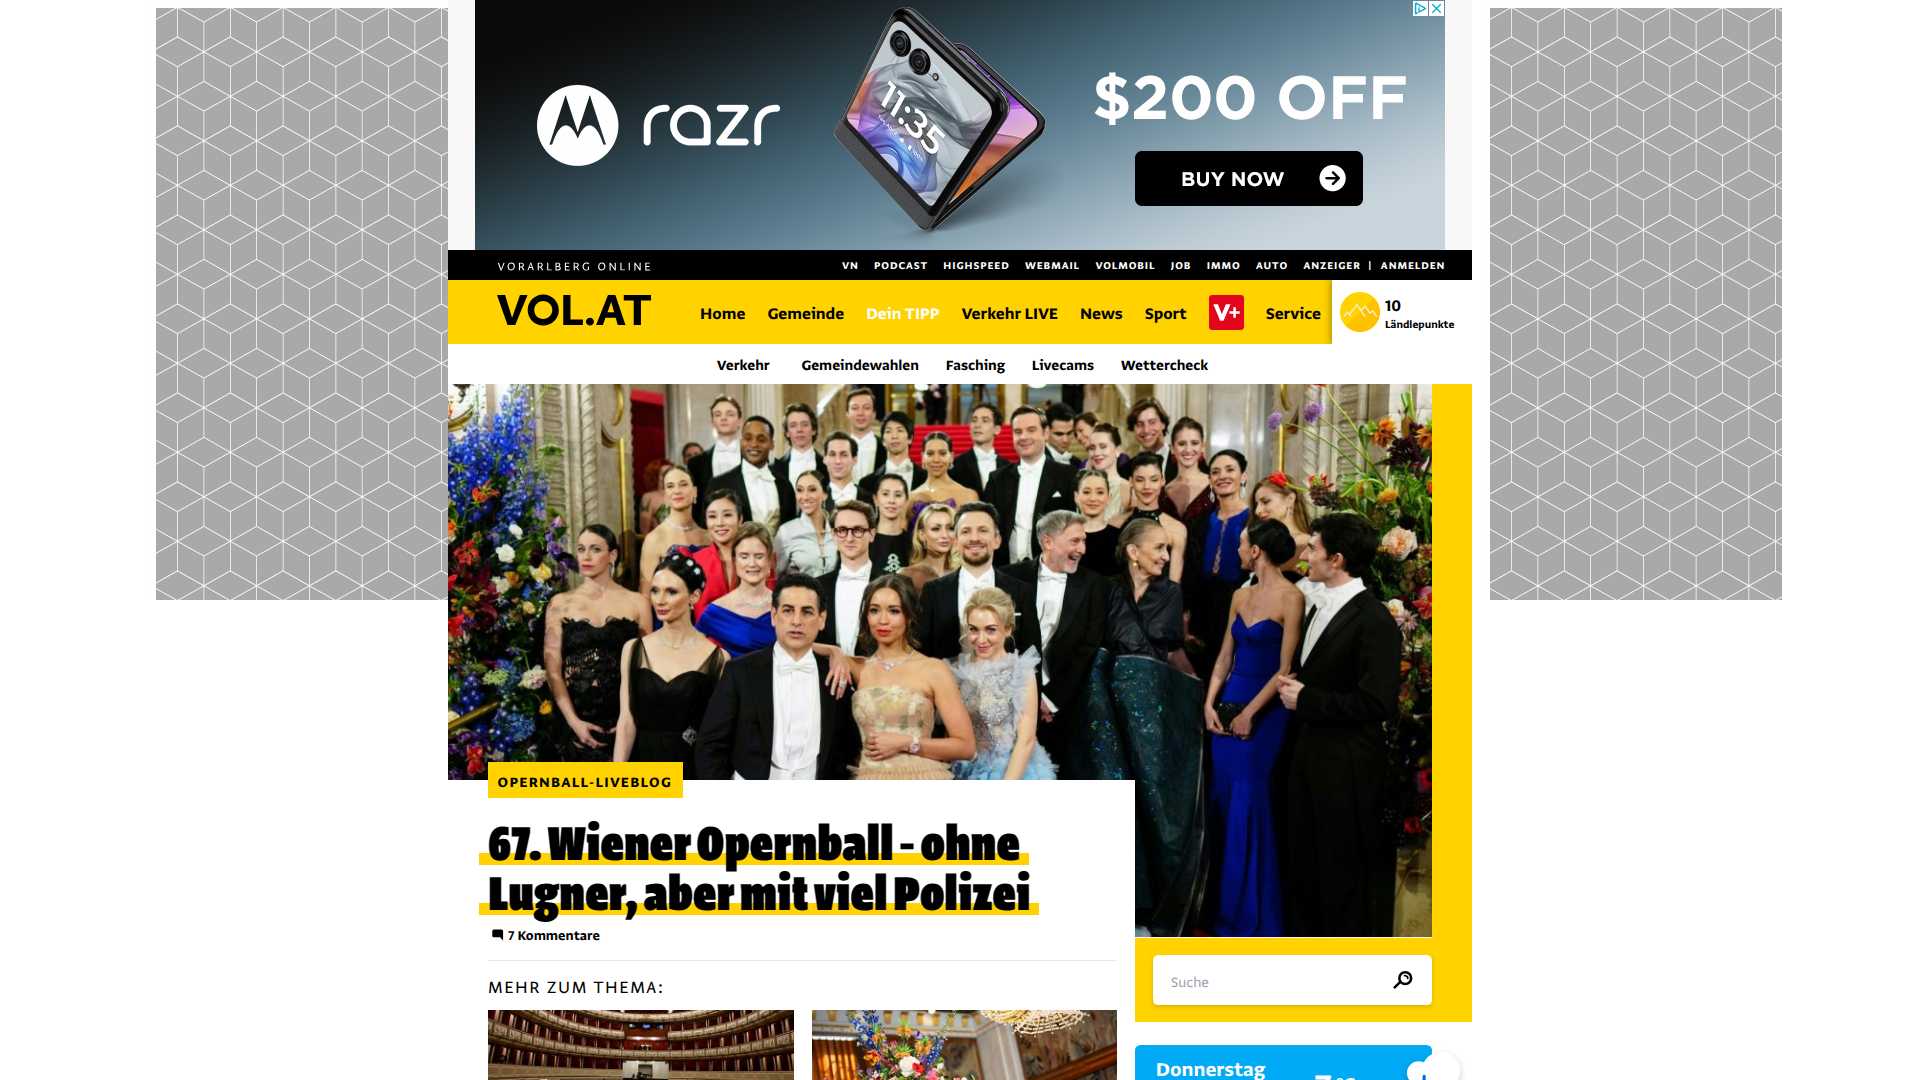 razr
11:35
$200 OFF
BUY NOW
VORARLBERG ONLINE
VN PODCAST HIGHSPEED WEBMAIL VOLMOBIL JOB IMMO AUTO ANZEIGER | ANMELDEN
VOL.AT
Home Gemeinde Dein TIPP Verkehr LIVE News Sport V+ Service
10
Ländlepunkte
Verkehr Gemeindewahlen Fasching Livecams Wettercheck
OPERNBALL-LIVEBLOG
67. Wiener Opernball - ohne
Lugner, aber mit viel Polizei
7 Kommentare
MEHR ZUM THEMA:
Suche
Donnerstag